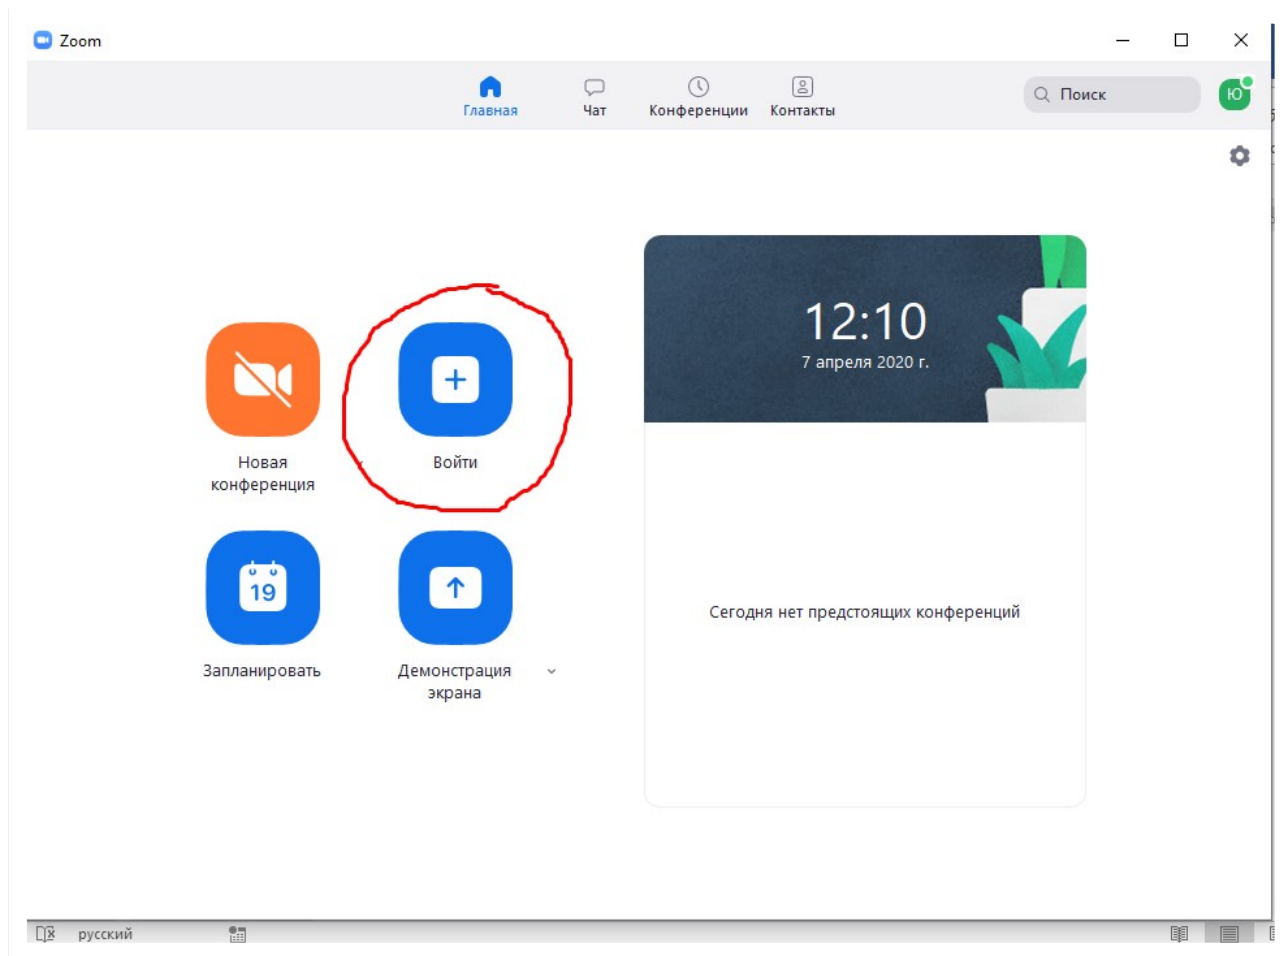 Zoom
Главная
Чат
Конференции
Контакты
Поиск
Ю
12:10
7 апреля 2020 г.
Новая
конференция
Войти
19
Запланировать
Демонстрация
экрана
Сегодня нет предстоящих конференций
русский